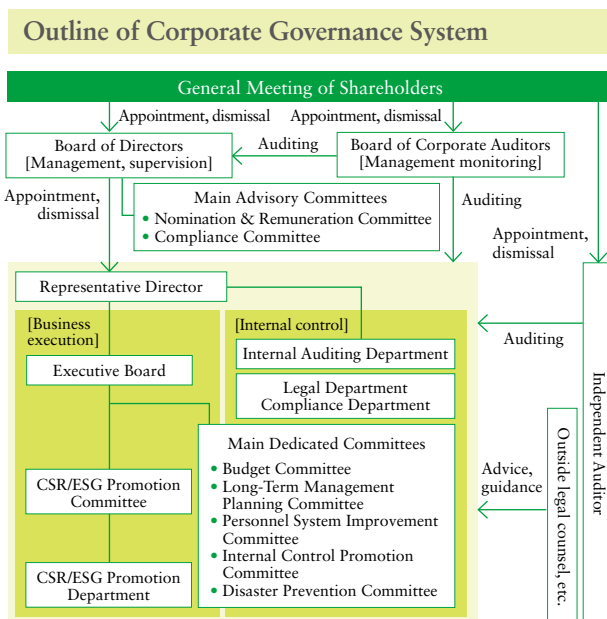 Outline of Corporate Governance System
General Meeting of Shareholders
Appointment, dismissal
Appointment, dismissal
Board of Directors
[Management, supervision]
Auditing
Board of Corporate Auditors
[Management monitoring]
Appointment,
dismissal
Main Advisory Committees
• Nomination & Remuneration Committee
• Compliance Committee
Auditing
Appointment,
dismissal
Representative Director
[Business
execution]
[Internal control]
Internal Auditing Department
Auditing
Executive Board
Legal Department
Compliance Department
Independent Auditor
Main Dedicated Committees
• Budget Committee
• Long-Term Management
Planning Committee
• Personnel System Improvement
Committee
• Internal Control Promotion
Committee
• Disaster Prevention Committee
CSR/ESG Promotion
Committee
CSR/ESG Promotion
Department
Advice,
guidance
Outside legal counsel, etc.